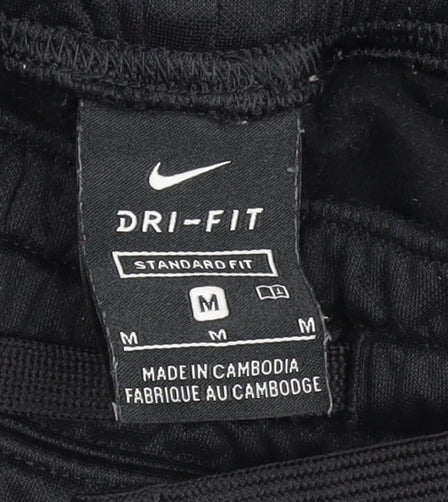 DRI-FIT
STANDARD FIT
M
M M M
MADE IN CAMBODIA
FABRIQUE AU CAMBODGE